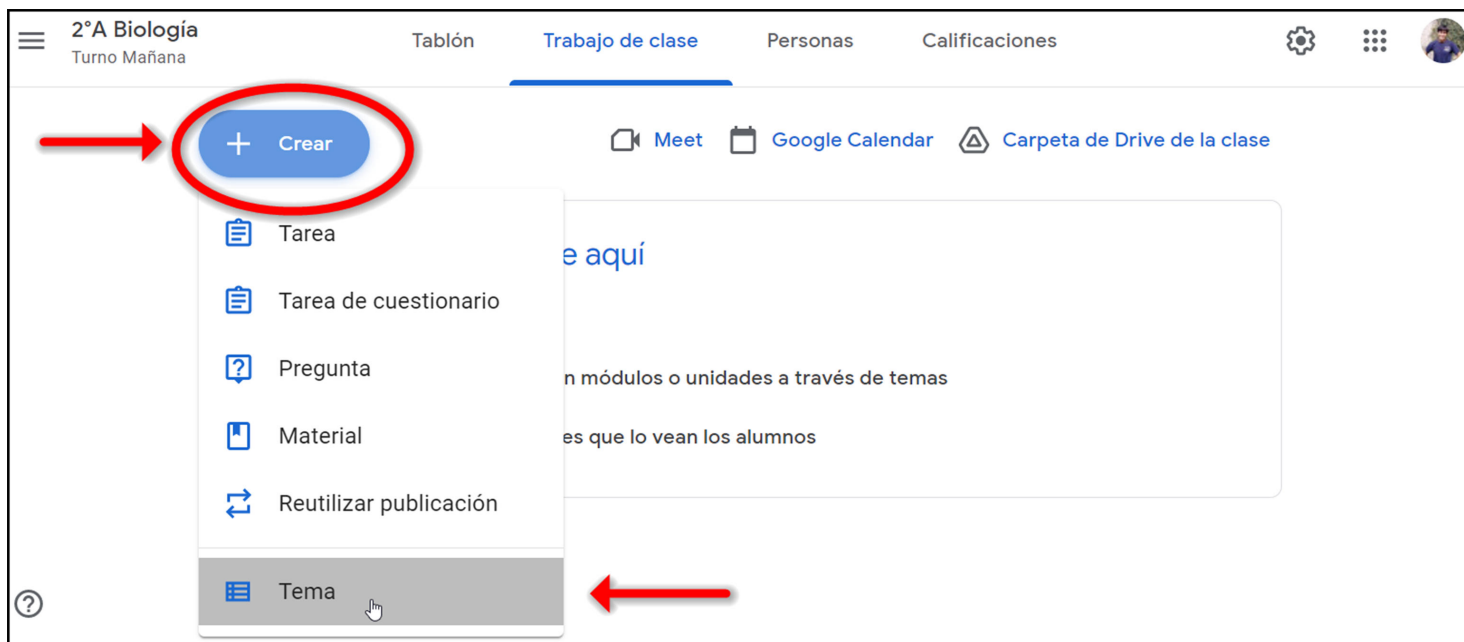 2°A Biología
Turno Mañana
Tablón
Trabajo de clase
Personas
Calificaciones
Crear
Meet
Google Calendar
Carpeta de Drive de la clase
Tarea
e aquí
Tarea de cuestionario
Pregunta
n módulos o unidades a través de temas
Material
es que lo vean los alumnos
Reutilizar publicación
Tema